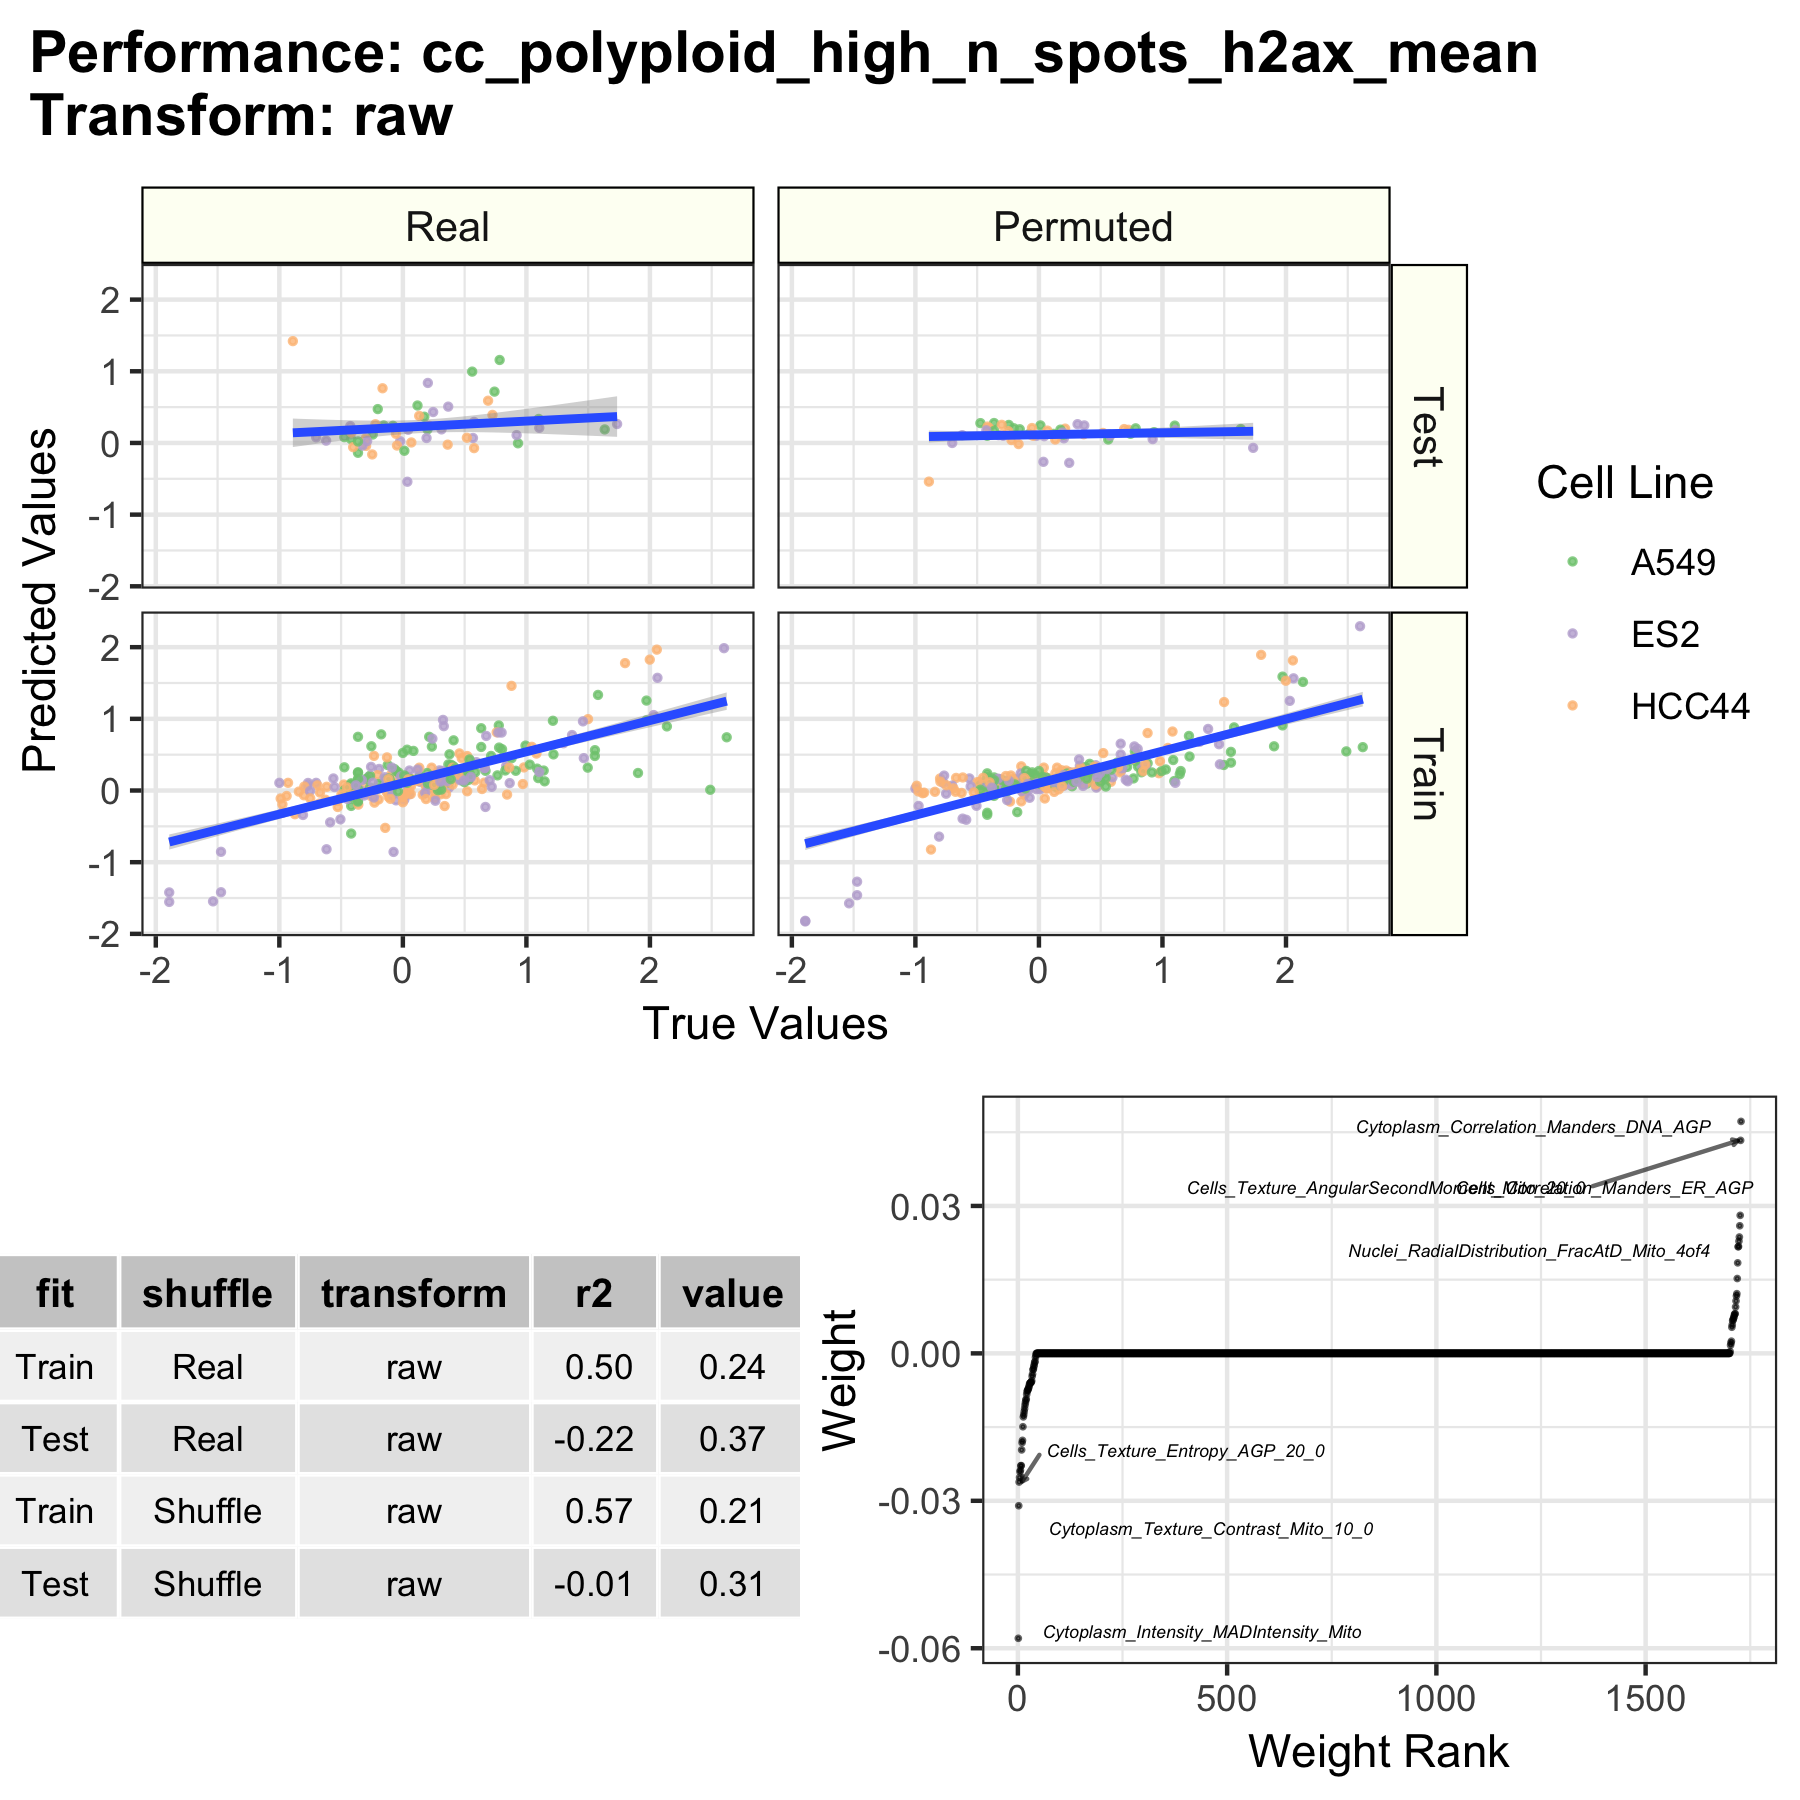 Performance: cc_polyploid_high_n_spots_h2ax_mean
Transform: raw
Real
Permuted
2
1
0
-1
-2
Test
2
1
0
-1
-2
Train
-2
-1
0
1
2
-2
-1
0
1
2
Predicted Values
True Values
Cell Line
A549
ES2
HCC44
fit shuffle transform r2 value
Train Real raw 0.50 0.24
Test Real raw -0.22 0.37
Train Shuffle raw 0.57 0.21
Test Shuffle raw -0.01 0.31
Weight
0.03
0.00
-0.03
-0.06
Cytoplasm_Correlation_Manders_DNA_AGP
Cells_Texture_AngularSecondMoment_Mito_20_0
Cells_Correlation_Manders_ER_AGP
Nuclei_RadialDistribution_FracAtD_Mito_4of4
Cells_Texture_Entropy_AGP_20_0
Cytoplasm_Texture_Contrast_Mito_10_0
Cytoplasm_Intensity_MADIntensity_Mito
0
500
1000
1500
Weight Rank